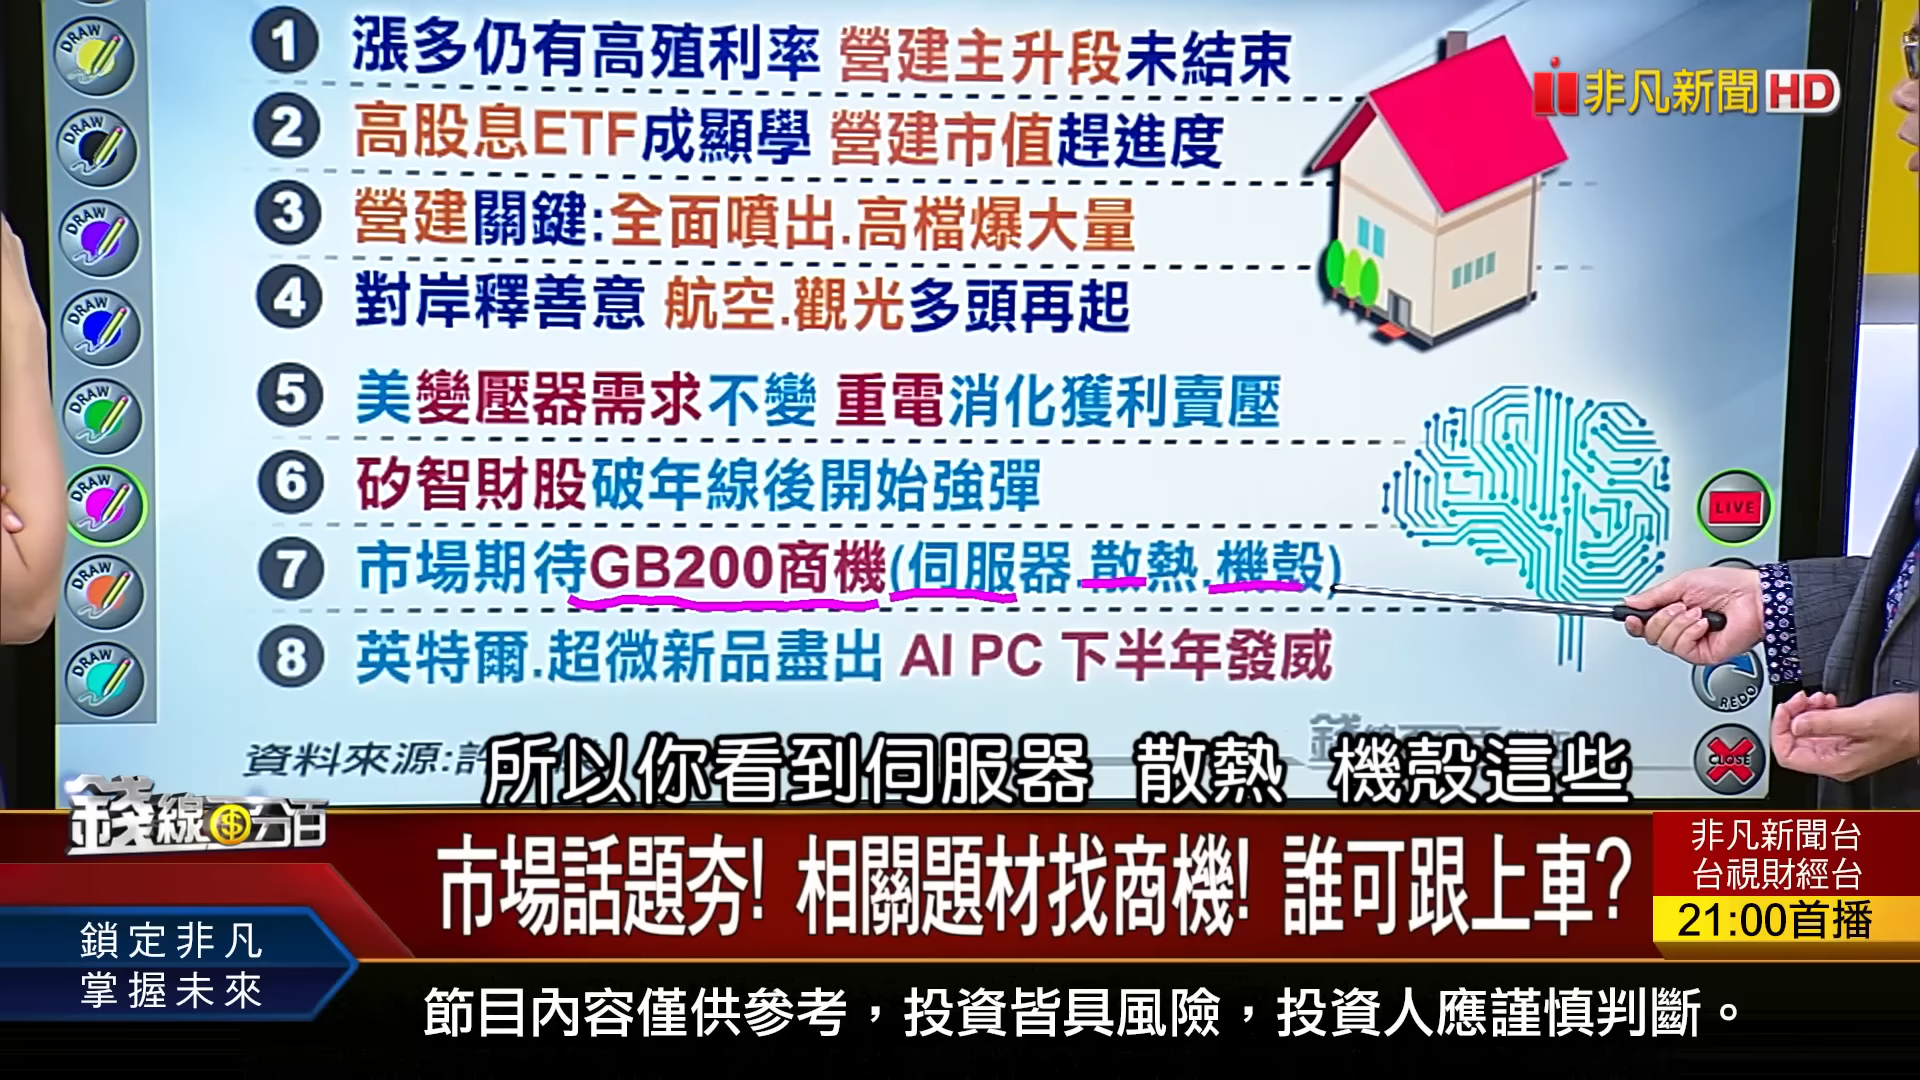 DRAW
DRAW
DRAW
DRAW
DRAW
DRAW
DRAW
DRAW
1 漲多仍有高殖利率 營建主升段未結束
2 高股息ETF成顯學 營建市值趕進度
3 營建關鍵:全面噴出.高檔爆大量
4 對岸釋善意 航空.觀光多頭再起
5 美變壓器需求不變 重電消化獲利賣壓
6 矽智財股破年線後開始強彈
7 市場期待GB200商機(伺服器.散熱.機殼)
8 英特爾.超微新品盡出 AI PC 下半年發威
非凡新聞HD
LIVE
REDO
CLOSE
資料來源:許
所以你看到伺服器 散熱 機殼這些
錢線百分百
市場話題夯! 相關題材找商機! 誰可跟上車?
非凡新聞台
台視財經台
21:00首播
鎖定非凡
掌握未來
節目內容僅供參考，投資皆具風險，投資人應謹慎判斷。